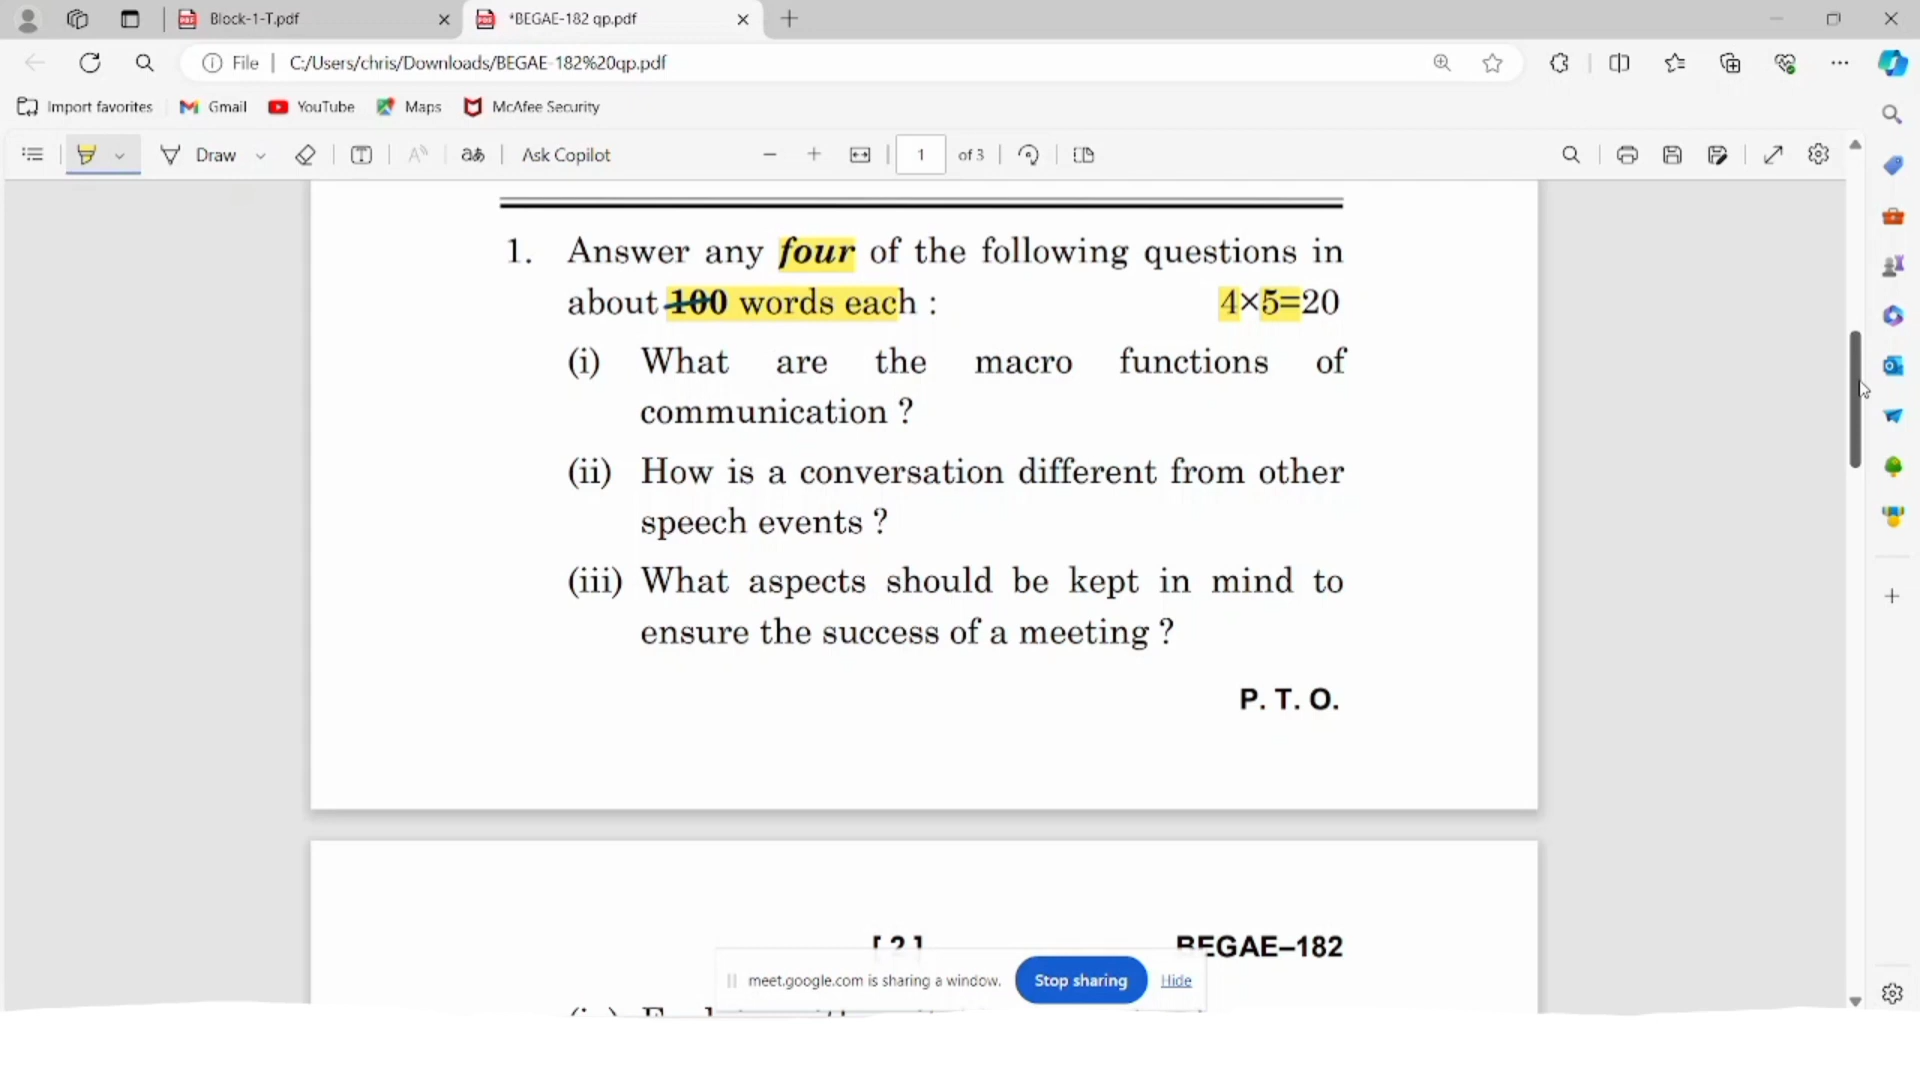 Block-1-T.pdf
*BEGAE-182 qp.pdf
File
C:/Users/chris/Downloads/BEGAE-182%20qp.pdf
Import favorites
Gmail
YouTube
Maps
McAfee Security
Draw
Ask Copilot
1 of 3
1. Answer any four of the following questions in
about 100 words each : 4×5=20
(i) What are the macro functions of
communication ?
(ii) How is a conversation different from other
speech events ?
(iii) What aspects should be kept in mind to
ensure the success of a meeting ?
P. T. O.
[ 2 ] BEGAE–182
meet.google.com is sharing a window.
Stop sharing
Hide